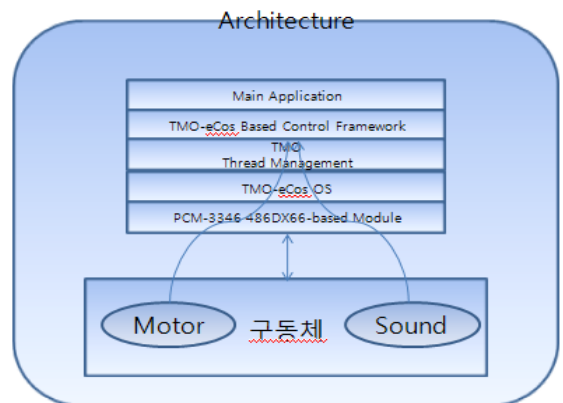 Architecture
Main Application
TMO-eCos Based Control Framework
TMO
Thread Management
TMO-eCos OS
PCM-3346 486DX66-based Module
Motor
구동체
Sound